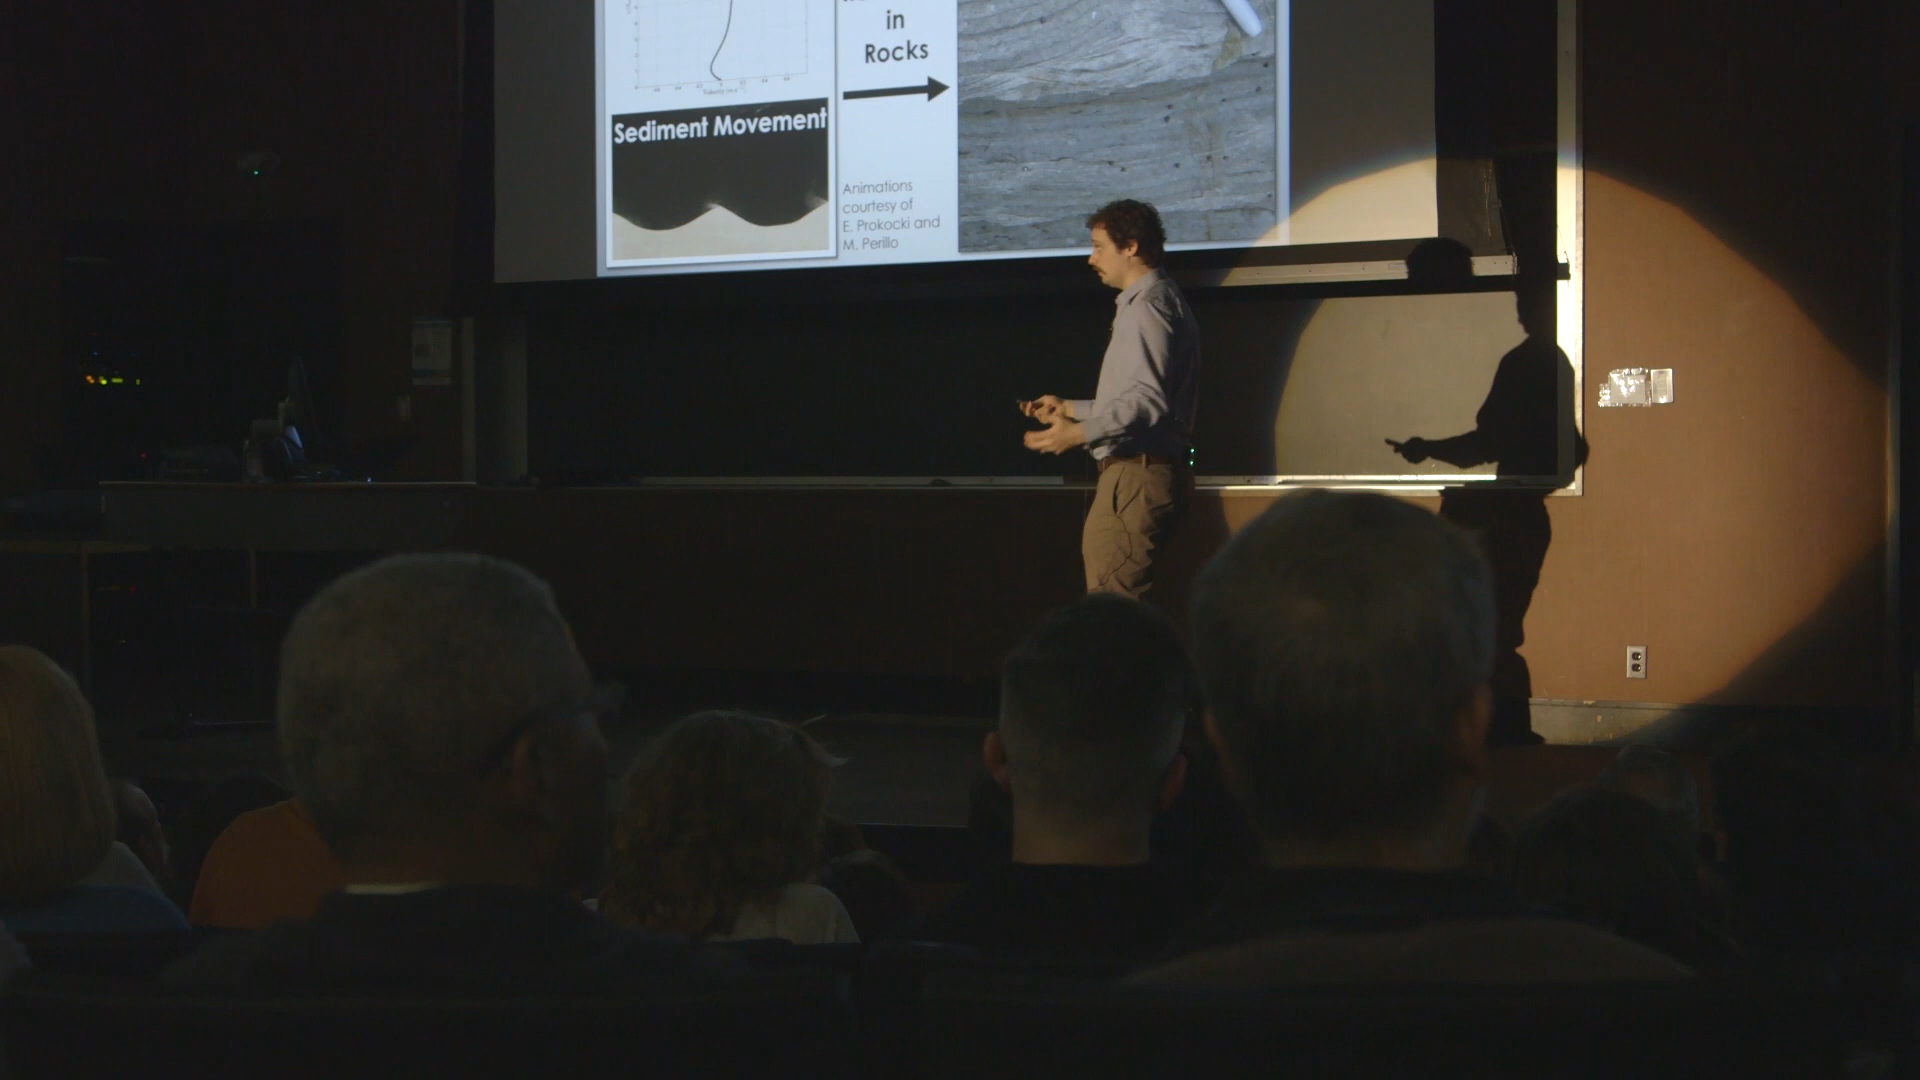 in
Rocks
Sediment Movement
Animations
courtesy of
E. Prokocki and
M. Perillo